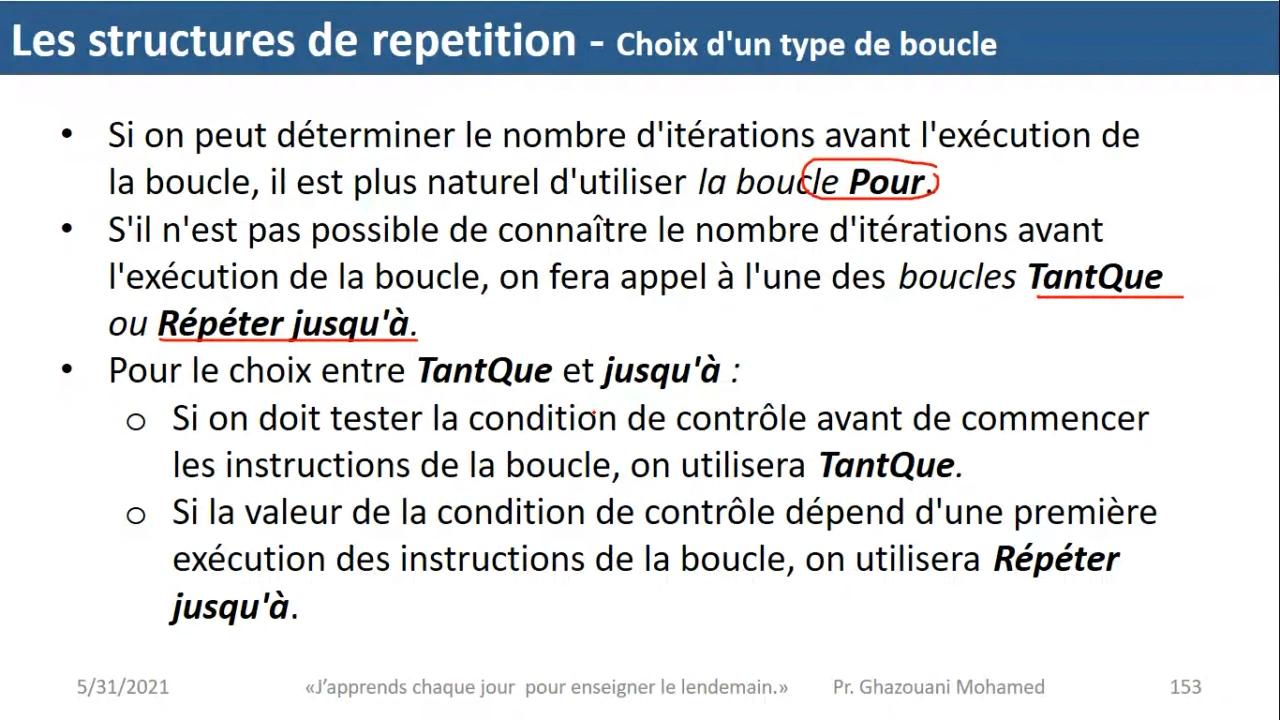 Les structures de repetition - Choix d'un type de boucle
• Si on peut déterminer le nombre d'itérations avant l'exécution de
la boucle, il est plus naturel d'utiliser la boucle Pour.
• S'il n'est pas possible de connaître le nombre d'itérations avant
l'exécution de la boucle, on fera appel à l'une des boucles TantQue
ou Répéter jusqu'à.
• Pour le choix entre TantQue et jusqu'à :
o Si on doit tester la condition de contrôle avant de commencer
les instructions de la boucle, on utilisera TantQue.
o Si la valeur de la condition de contrôle dépend d'une première
exécution des instructions de la boucle, on utilisera Répéter
jusqu'à.
5/31/2021 «J’apprends chaque jour pour enseigner le lendemain.» Pr. Ghazouani Mohamed 153